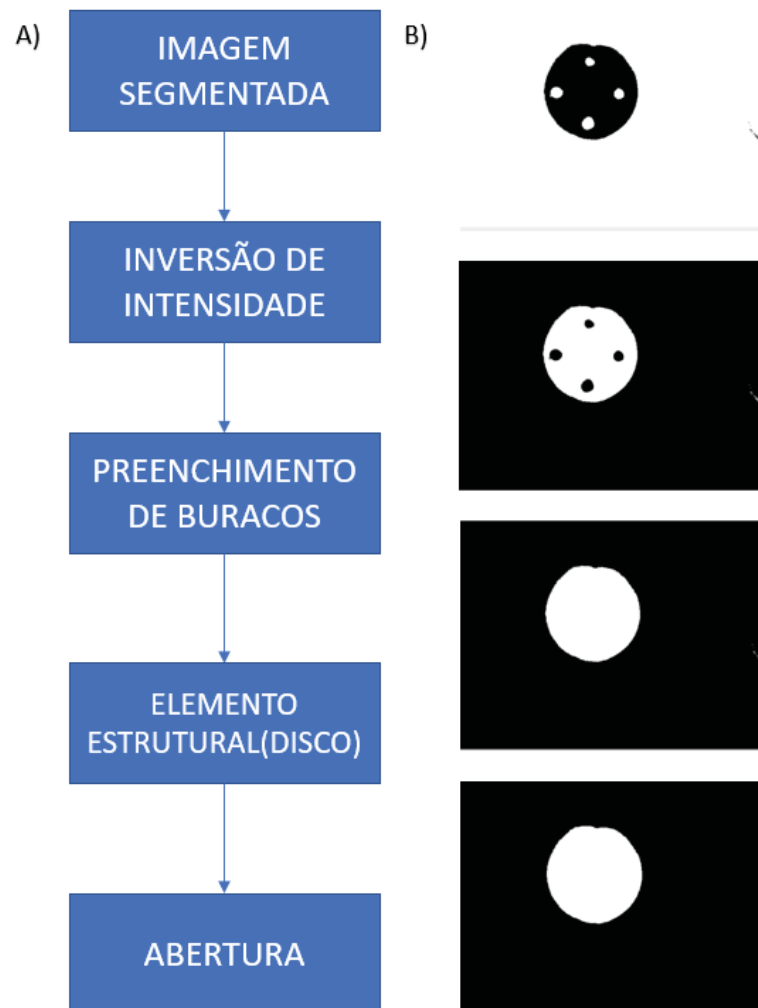 A)
IMAGEM
SEGMENTADA
INVERSÃO DE
INTENSIDADE
PREENCHIMENTO
DE BURACOS
ELEMENTO
ESTRUTURAL(DISCO)
ABERTURA
B)